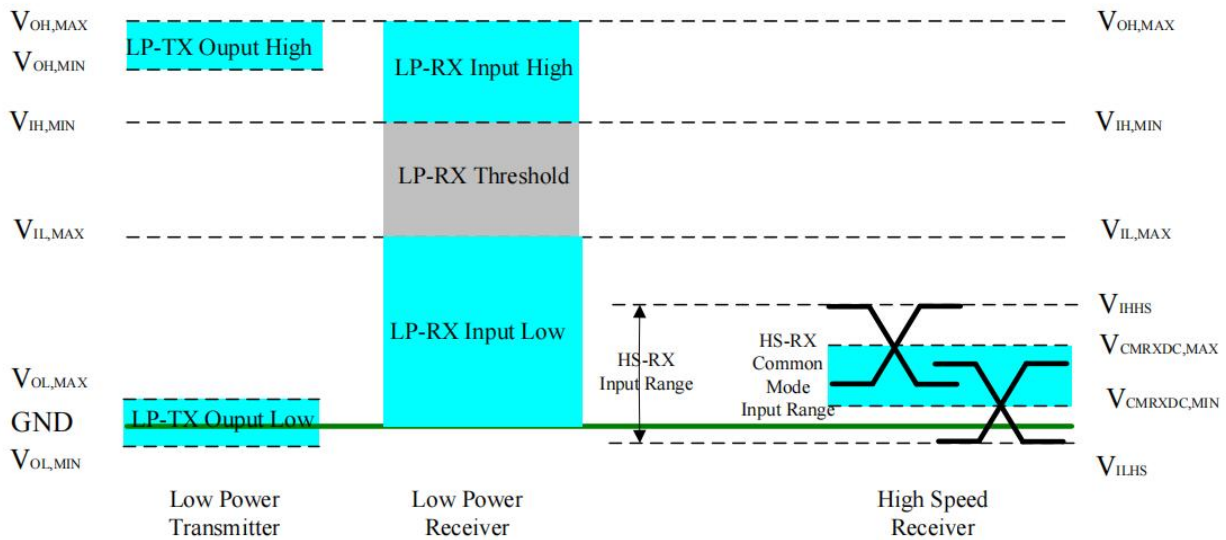 VOH,MAX
LP-TX Ouput High
VOH,MIN
VIH,MIN
VIL,MAX
VOL,MAX
GND
LP-TX Ouput Low
VOL,MIN
LP-RX Input High
LP-RX Threshold
LP-RX Input Low
HS-RX
Input Range
HS-RX
Common
Mode
Input Range
VOH,MAX
VIH,MIN
VIL,MAX
VIHHS
VCMRXDC,MAX
VCMRXDC,MIN
VILHS
Low Power
Transmitter
Low Power
Receiver
High Speed
Receiver